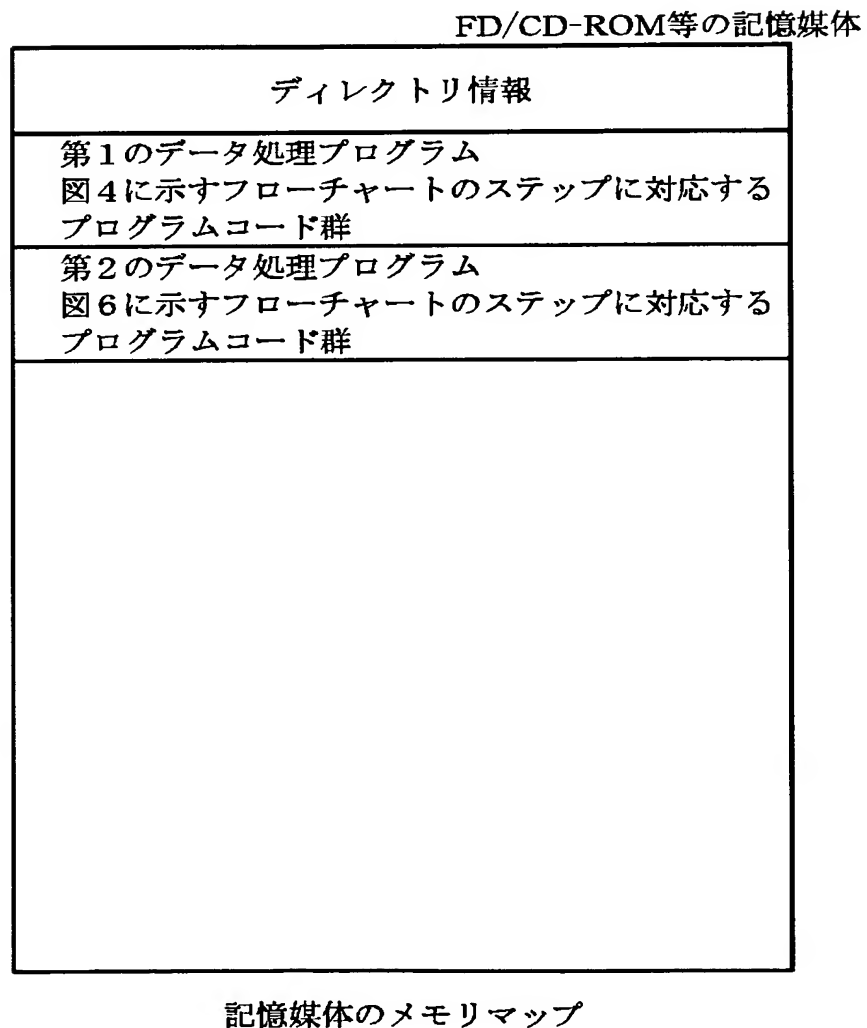 FD/CD-ROM等の記憶媒体
ディレクトリ情報
第1のデータ処理プログラム
図4に示すフローチャートのステップに対応する
プログラムコード群
第2のデータ処理プログラム
図6に示すフローチャートのステップに対応する
プログラムコード群
記憶媒体のメモリマップ